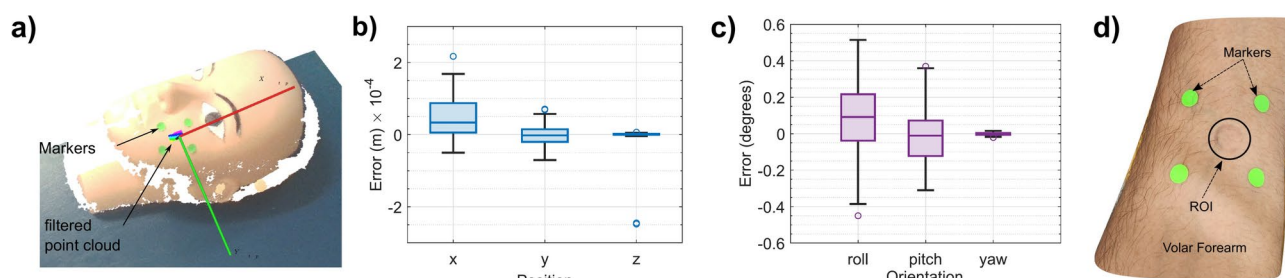 a)
x
Markers
filtered
point cloud
b)
Error (m) × 10⁻⁴
2
0
-2
x
y
z
c)
Error (degrees)
0.6
0.4
0.2
0
-0.2
-0.4
-0.6
roll
pitch
yaw
Orientation
d)
Markers
ROI
Volar Forearm